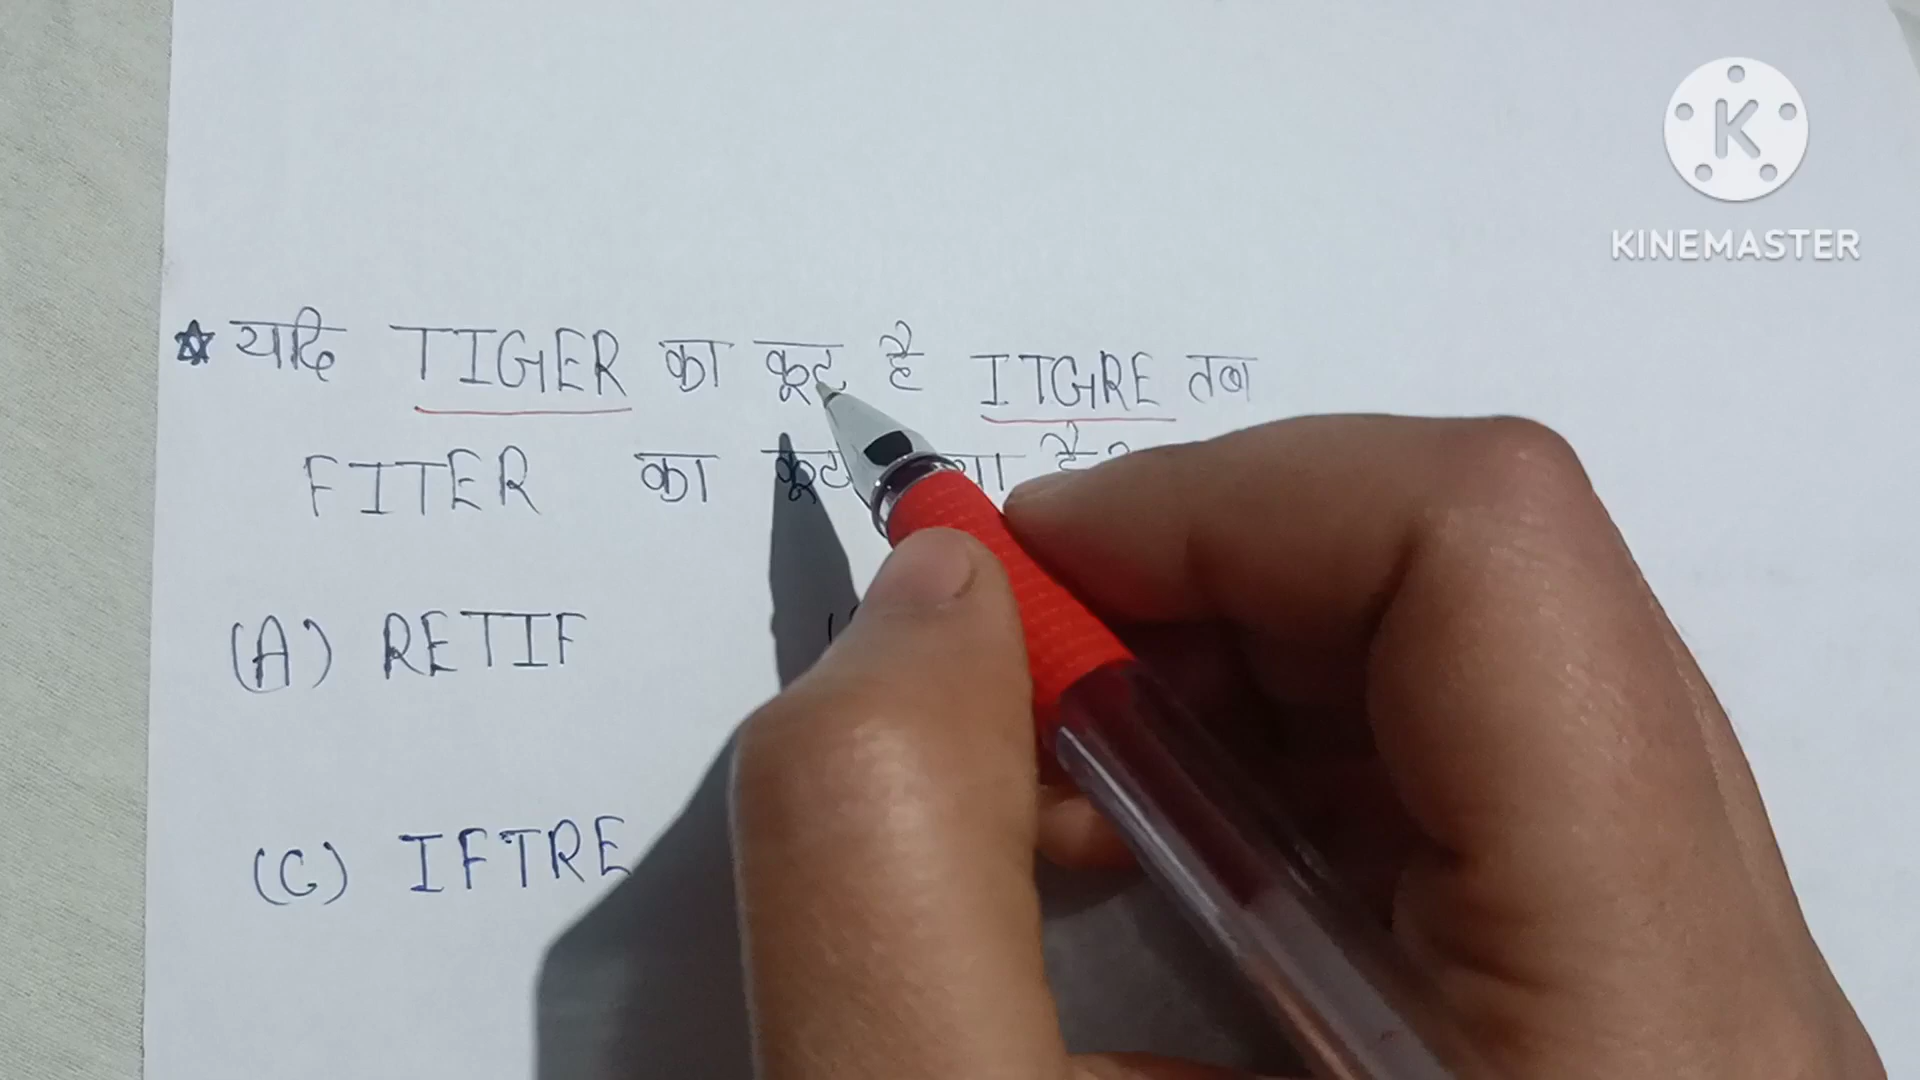 KINEMASTER
☆ यदि TIGER का कूट है ITGRE तब
FITER का कूट है?
(A) RETIF
(C) IFTRE